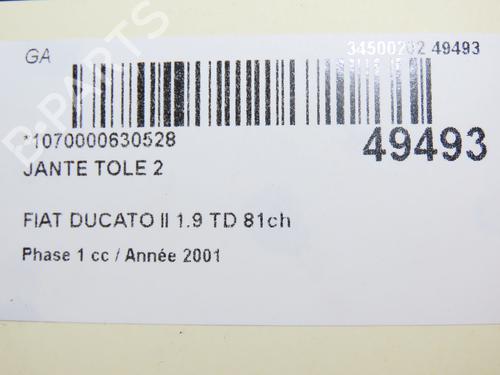 GA
34500202 49493
*1070000630528
49493
JANTE TOLE 2
FIAT DUCATO II 1.9 TD 81ch
Phase 1 cc / Année 2001
B-PARTS